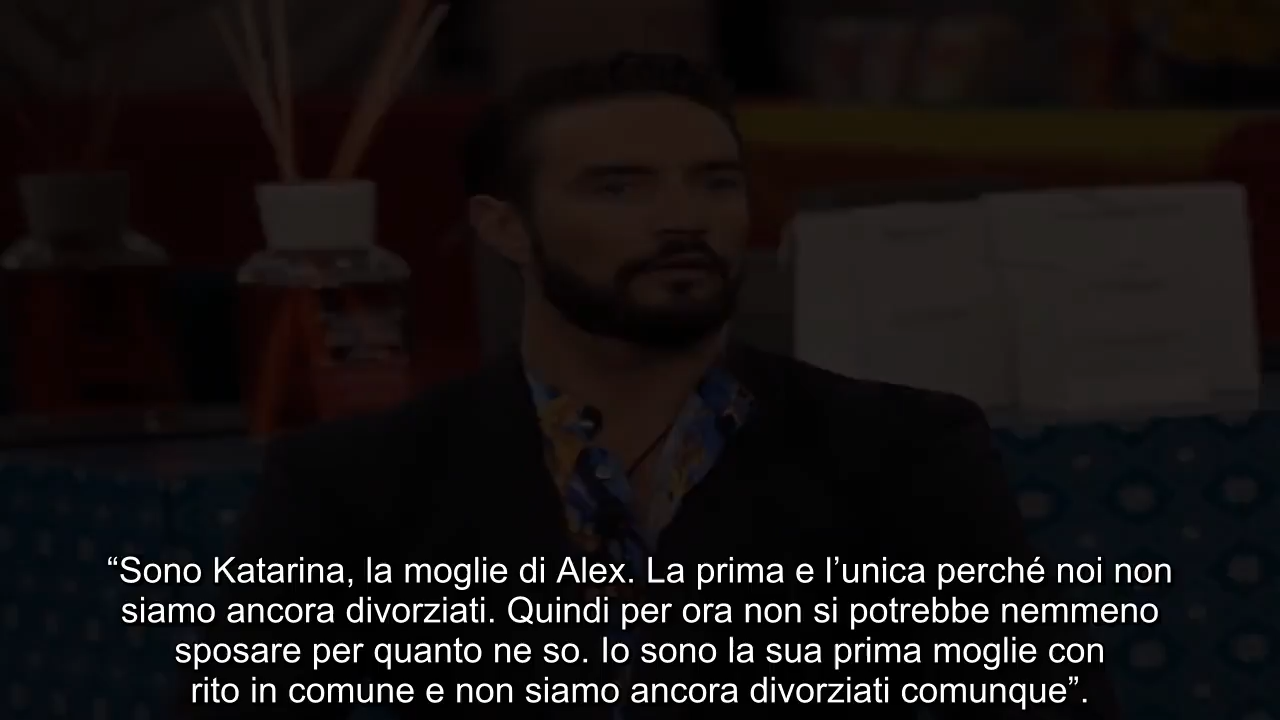 “Sono Katarina, la moglie di Alex. La prima e l’unica perché noi non
siamo ancora divorziati. Quindi per ora non si potrebbe nemmeno
sposare per quanto ne so. Io sono la sua prima moglie con
rito in comune e non siamo ancora divorziati comunque”.